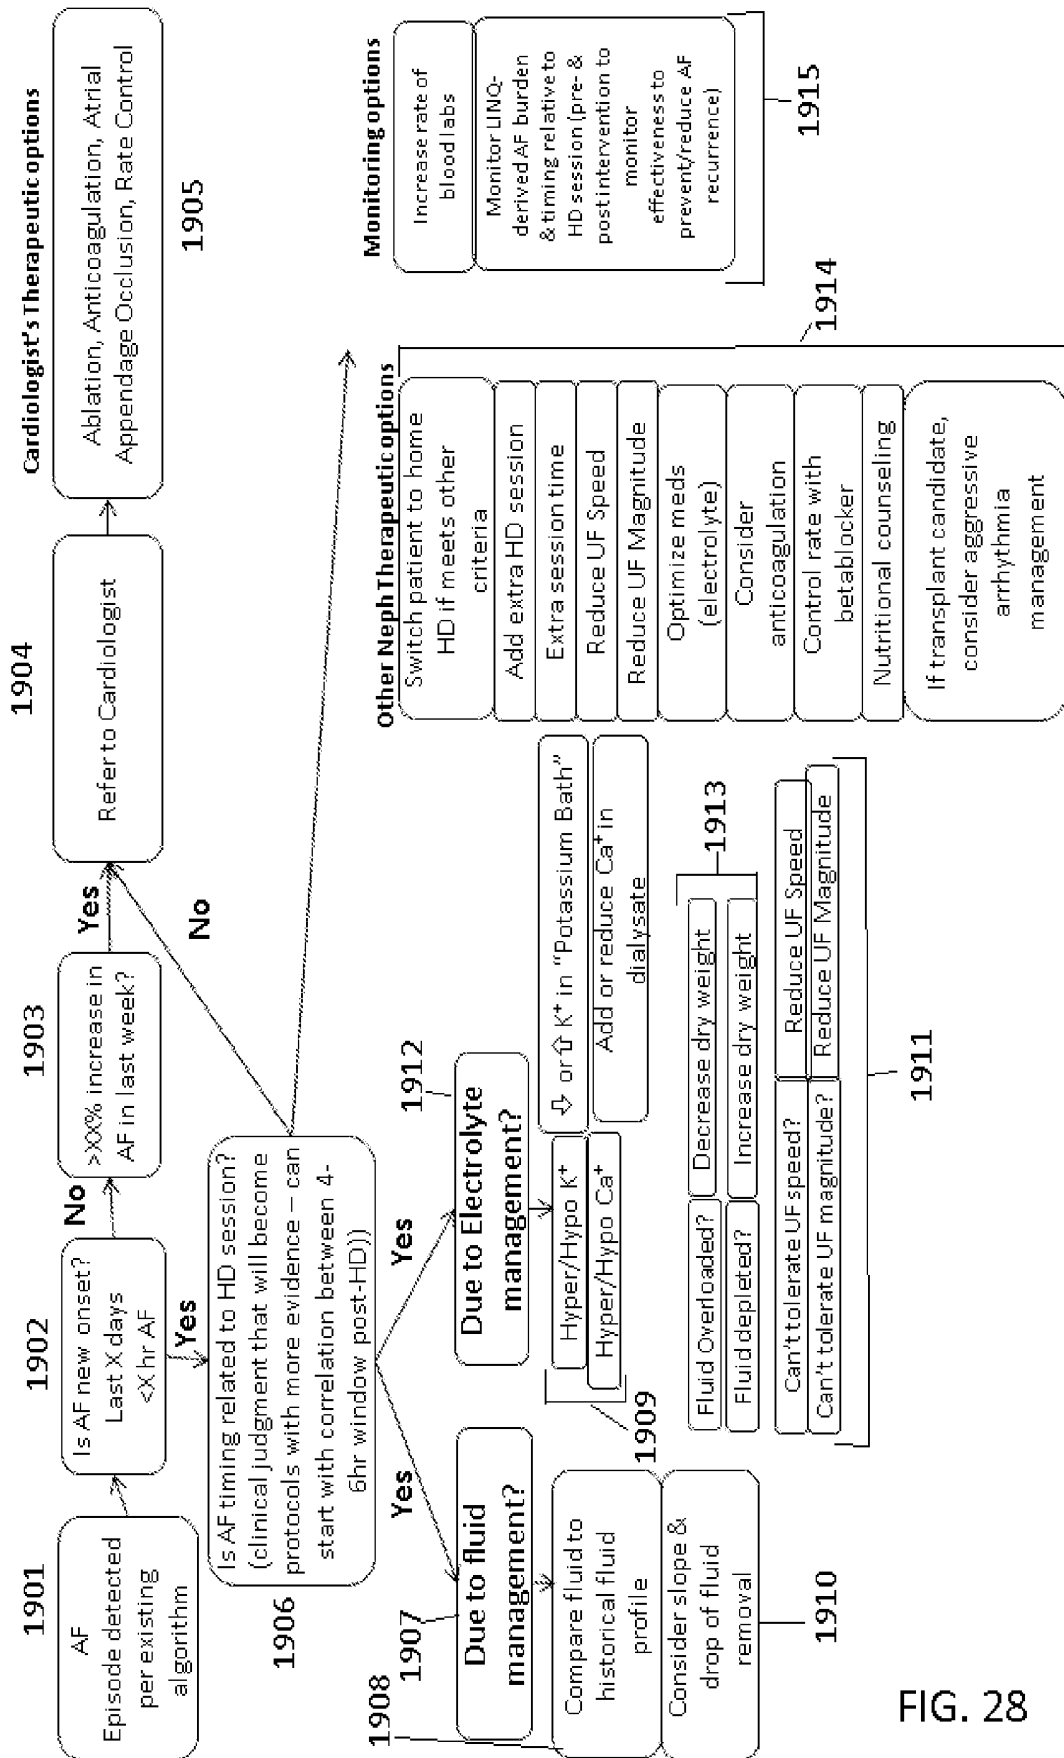 1901
AF
Episode detected
per existing
algorithm
1902
Is AF new onset?
Last X days
<X hr AF
No
Yes
1903
>XX% increase in
AF in last week?
Yes
1904
Refer to Cardiologist
No
Cardiologist's Therapeutic options
Ablation, Anticoagulation, Atrial
Appendage Occlusion, Rate Control
1905
1906
Is AF timing related to HD session?
(clinical judgment that will become
protocols with more evidence – can
start with correlation between 4-
6hr window post-HD))
Yes
Yes
1907
Due to fluid
management?
1908
Compare fluid to
historical fluid
profile
Consider slope &
drop of fluid
removal
1910
1912
Due to Electrolyte
management?
Hyper/Hypo K+
⇩ or ⇧ K+ in “Potassium Bath”
Hyper/Hypo Ca+
Add or reduce Ca+ in
dialysate
1909
Fluid Overloaded?
Decrease dry weight
Fluid depleted?
Increase dry weight
1913
Can't tolerate UF speed?
Reduce UF Speed
Can't tolerate UF magnitude?
Reduce UF Magnitude
1911
Other Neph Therapeutic options
Switch patient to home
HD if meets other
criteria
Add extra HD session
Extra session time
Reduce UF Speed
Reduce UF Magnitude
Optimize meds
(electrolyte)
Consider
anticoagulation
Control rate with
betablocker
Nutritional counseling
If transplant candidate,
consider aggressive
arrhythmia
management
1914
Monitoring options
Increase rate of
blood labs
Monitor LINQ-
derived AF burden
& timing relative to
HD session (pre- &
post intervention to
monitor
effectiveness to
prevent/reduce AF
recurrence)
1915
FIG. 28